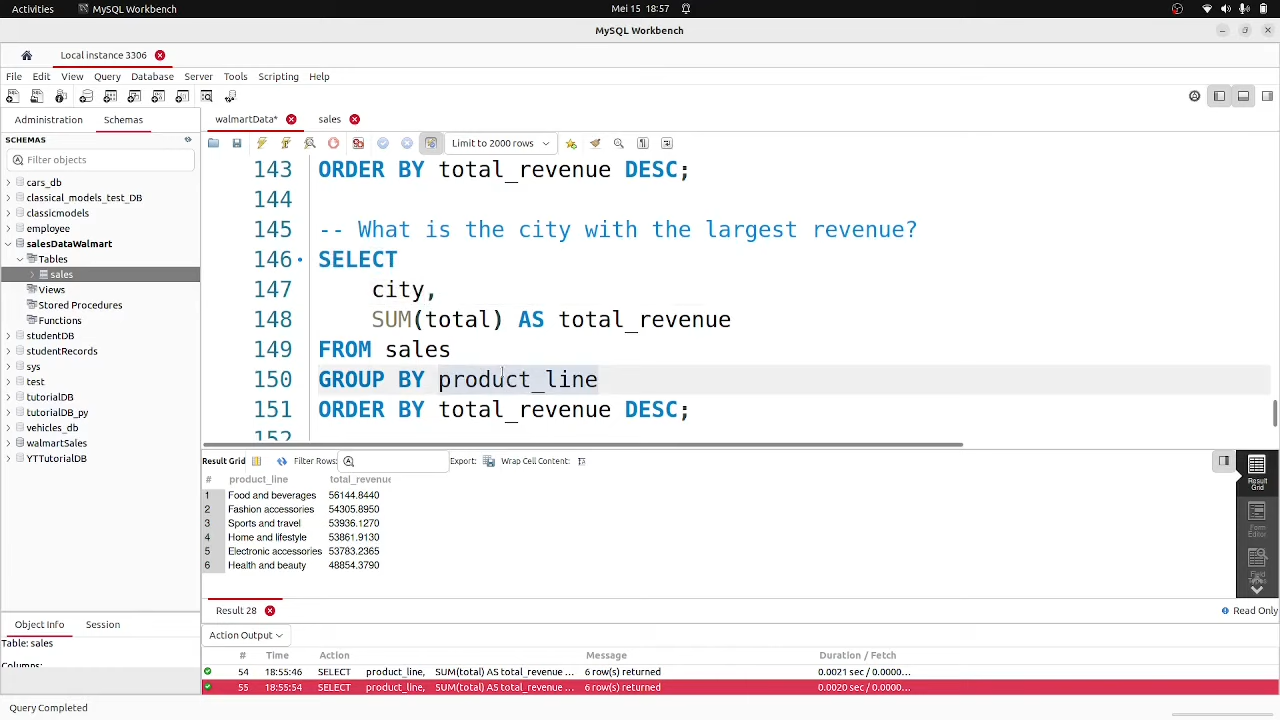 Activities MySQL Workbench Mei 15 18:57
MySQL Workbench
Local instance 3306
File Edit View Query Database Server Tools Scripting Help
Administration Schemas
walmartData* sales
SCHEMAS
Limit to 2000 rows
Filter objects
cars_db
classical_models_test_DB
classicmodels
employee
salesDataWalmart
Tables
sales
Views
Stored Procedures
Functions
studentDB
studentRecords
sys
test
tutorialDB
tutorialDB_py
vehicles_db
walmartSales
YTTutorialDB
143 ORDER BY total_revenue DESC;
144
145 -- What is the city with the largest revenue?
146 SELECT
147 city,
148 SUM(total) AS total_revenue
149 FROM sales
150 GROUP BY product_line
151 ORDER BY total_revenue DESC;
152
Result Grid Filter Rows: Export: Wrap Cell Content:
# product_line total_revenue
1 Food and beverages 56144.8440
2 Fashion accessories 54305.8950
3 Sports and travel 53936.1270
4 Home and lifestyle 53861.9130
5 Electronic accessories 53783.2365
6 Health and beauty 48854.3790
Result Grid
Form Editor
Field Types
Result 28
Read Only
Object Info Session
Table: sales
Columns:
Action Output
# Time Action Message Duration / Fetch
54 18:55:46 SELECT product_line, SUM(total) AS total_revenue ... 6 row(s) returned 0.0021 sec / 0.0000...
55 18:55:54 SELECT product_line, SUM(total) AS total_revenue ... 6 row(s) returned 0.0020 sec / 0.0000...
Query Completed